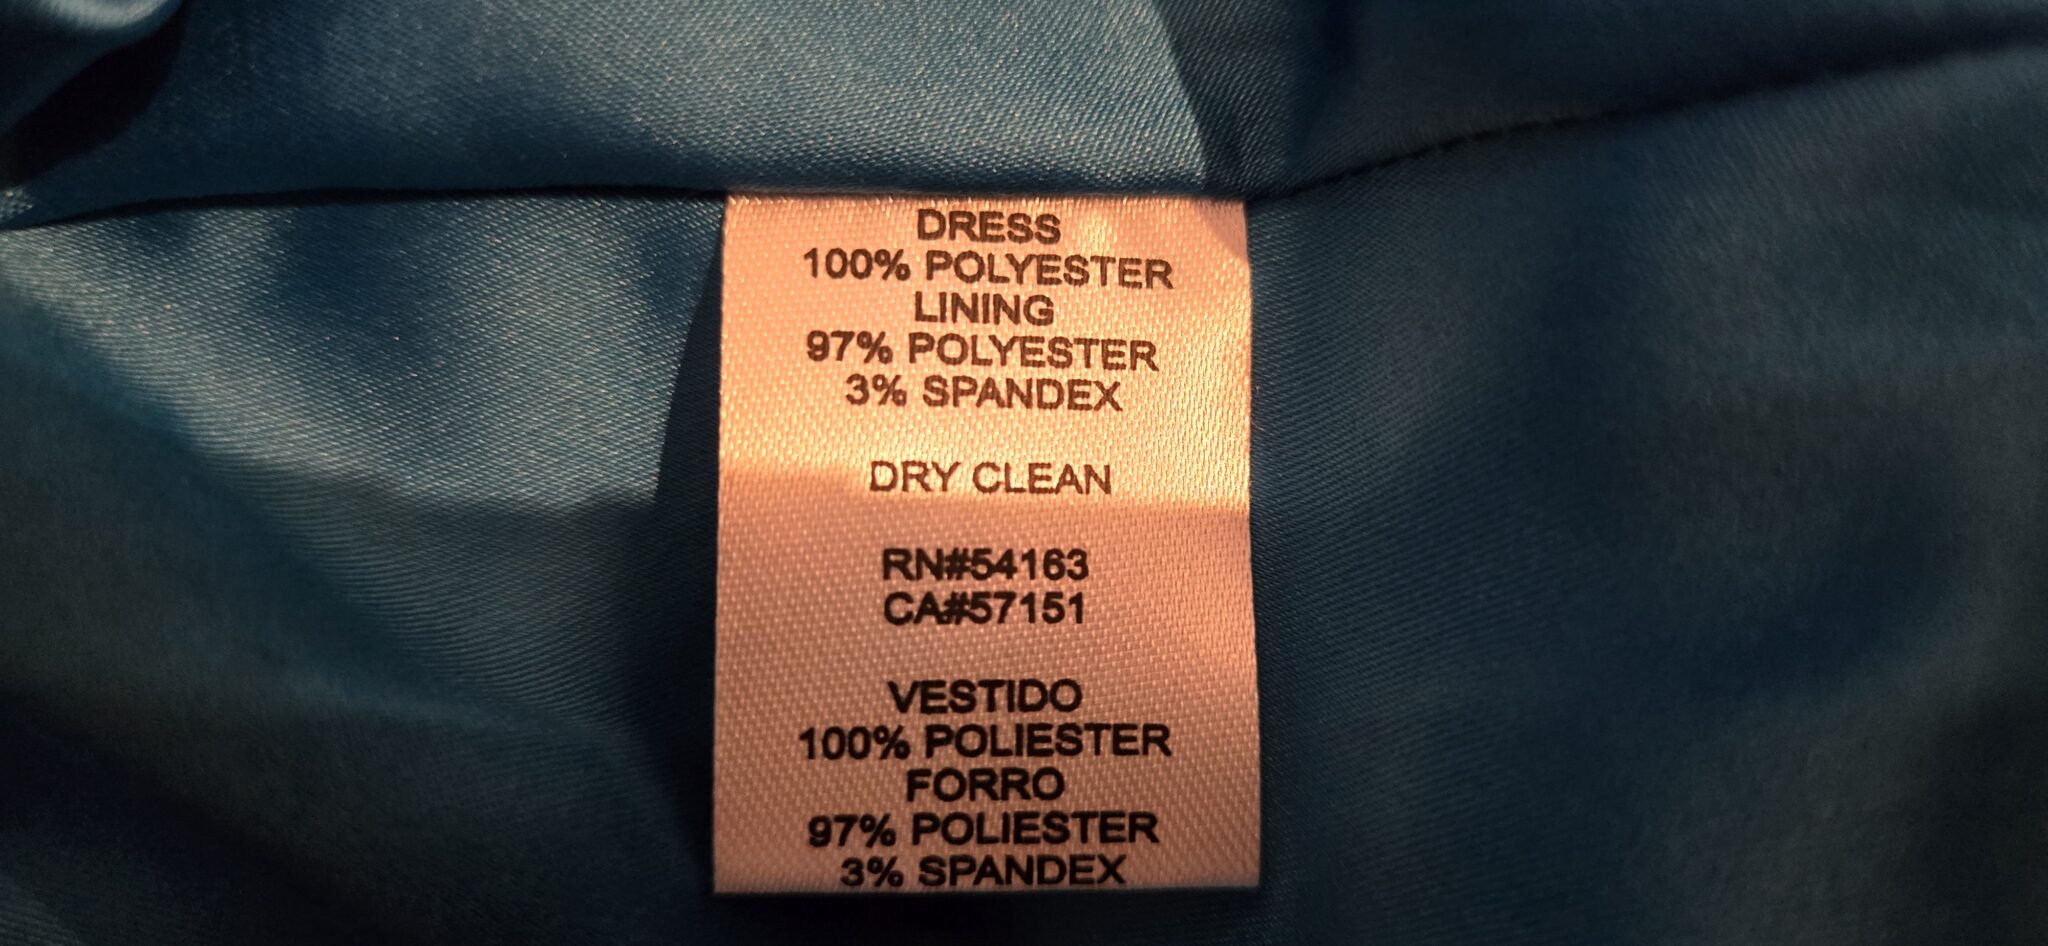 DRESS
100% POLYESTER
LINING
97% POLYESTER
3% SPANDEX
DRY CLEAN
RN#54163
CA#57151
VESTIDO
100% POLIESTER
FORRO
97% POLIESTER
3% SPANDEX